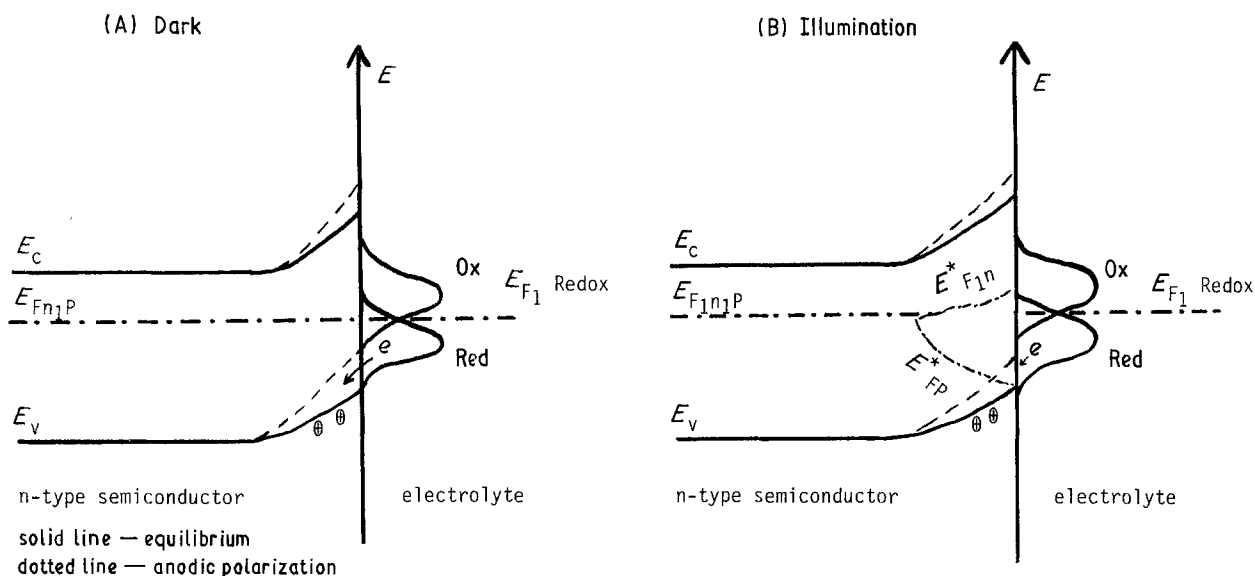 (A) Dark
E
E_c
E_Fn₁P
Ox
E_F₁ Redox
e
Red
E_v
θ θ
n-type semiconductor
electrolyte
solid line — equilibrium
dotted line — anodic polarization
(B) Illumination
E
E_c
E*_F₁n
E_F₁n₁P
Ox
E_F₁ Redox
e
E*_FP
Red
E_v
θ θ
n-type semiconductor
electrolyte